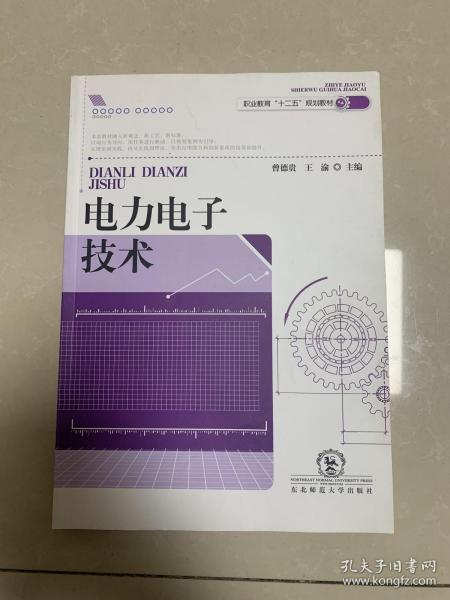 ZHIYE JIAOYU
SHIERWU GUIHUA JIAOCAI
职业教育“十二五”规划教材
曾德贵 王 渝 ◎ 主编
DIANLI DIANZI
JISHU
电力电子
技术
NORTHEAST NORMAL UNIVERSITY PRESS
东北师范大学出版社
孔夫子旧书网
www.kongfz.com